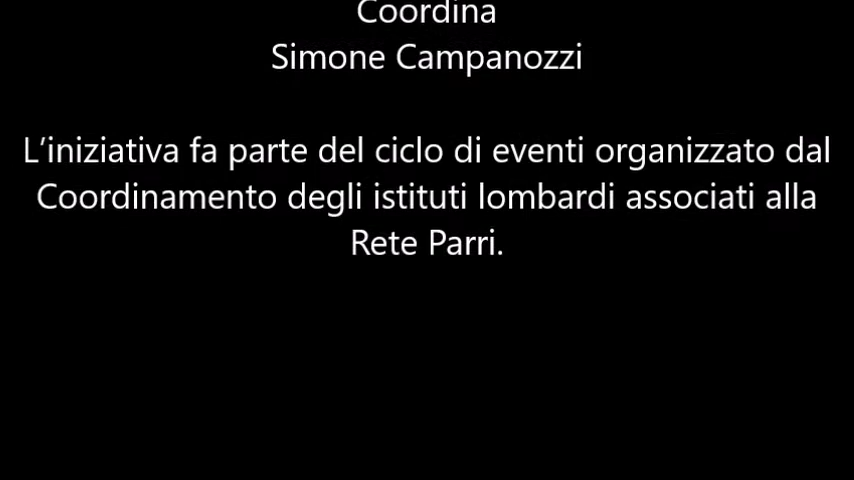 Coordina
Simone Campanozzi
L’iniziativa fa parte del ciclo di eventi organizzato dal
Coordinamento degli istituti lombardi associati alla
Rete Parri.